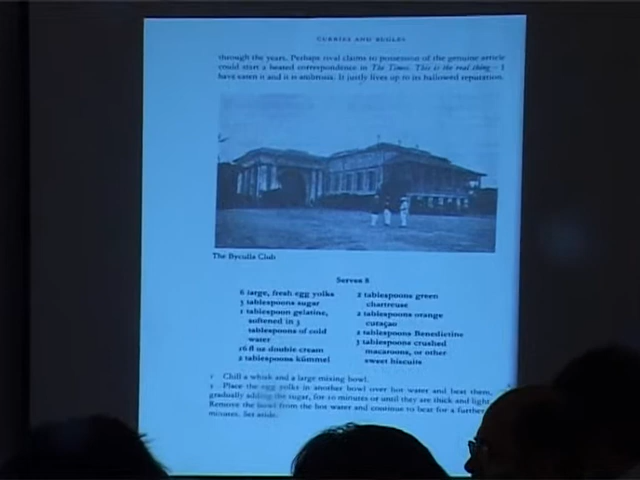 CURRIES AND BUGLES
through the years. Perhaps rival claims to possession of the genuine article
could start a heated correspondence in The Times. This is the real thing – I
have eaten it and it is ambrosia. It justly lives up to its hallowed reputation.
The Byculla Club
Serves 8
6 large, fresh egg yolks
3 tablespoons sugar
1 tablespoon gelatine,
softened in 3
tablespoons of cold
water
16 fl oz double cream
2 tablespoons kümmel
2 tablespoons green
chartreuse
2 tablespoons orange
curaçao
2 tablespoons Benedictine
3 tablespoons crushed
macaroons, or other
sweet biscuits
1 Chill a whisk and a large mixing bowl.
2 Place the egg yolks in another bowl over hot water and beat them,
gradually adding the sugar, for 10 minutes or until they are thick and light.
Remove the bowl from the hot water and continue to beat for a further
minutes. Set aside.